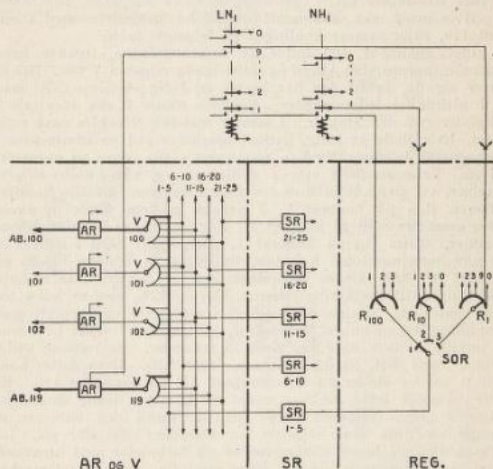 LN1 NH1
0 9 2 1
0 2 1
6-10 16-20
1-5 11-15 21-25
AB.100 AR V 100 SR 21-25
101 AR 101 SR 16-20
102 AR 102 SR 11-15
SR 6-10
AB.119 AR V 119 SR 1-5
1 2 3 1 2 3 0 1 2 3 9 0
R100 R10 R1
1 2 3 SOR
AR OG V SR REG.